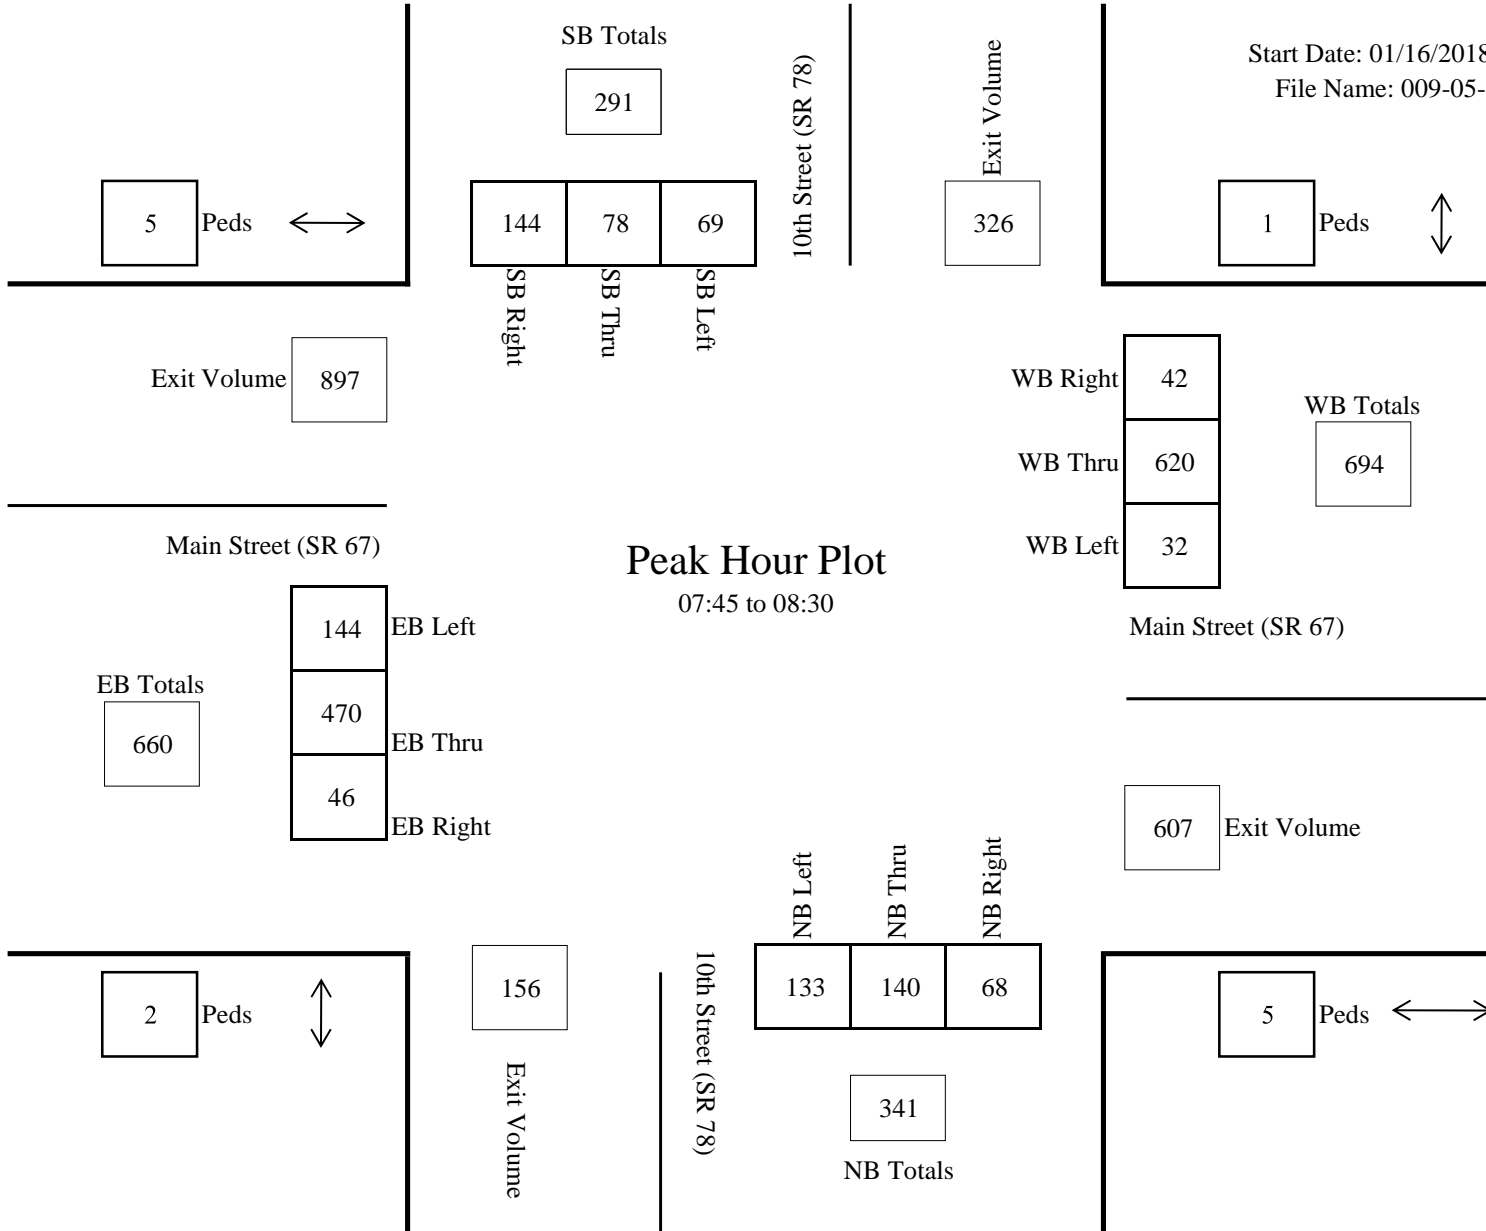 SB Totals
291
10th Street (SR 78)
Exit Volume
326
Start Date: 01/16/2018
File Name: 009-05-
5 Peds
144 78 69
SB Right
SB Thru
SB Left
1 Peds
Exit Volume 897
WB Right 42
WB Thru 620
WB Left 32
WB Totals
694
Main Street (SR 67)
Peak Hour Plot
07:45 to 08:30
Main Street (SR 67)
144 EB Left
470 EB Thru
46 EB Right
EB Totals
660
607 Exit Volume
NB Left
NB Thru
NB Right
133 140 68
156
Exit Volume
10th Street (SR 78)
2 Peds
5 Peds
341
NB Totals